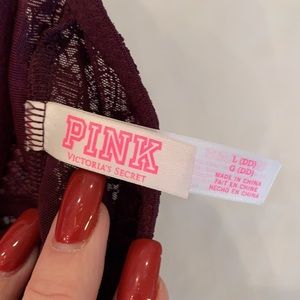 PINK
VICTORIA'S SECRET
L (DD)
G (DD)
MADE IN CHINA
FAIT EN CHINE
HECHO EN CHINA